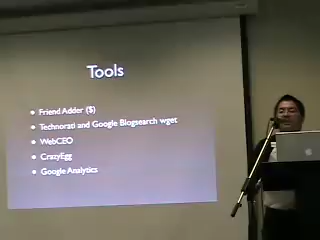 Tools
• Friend Adder ($)
• Technorati and Google Blogsearch wget
• WebCEO
• CrazyEgg
• Google Analytics